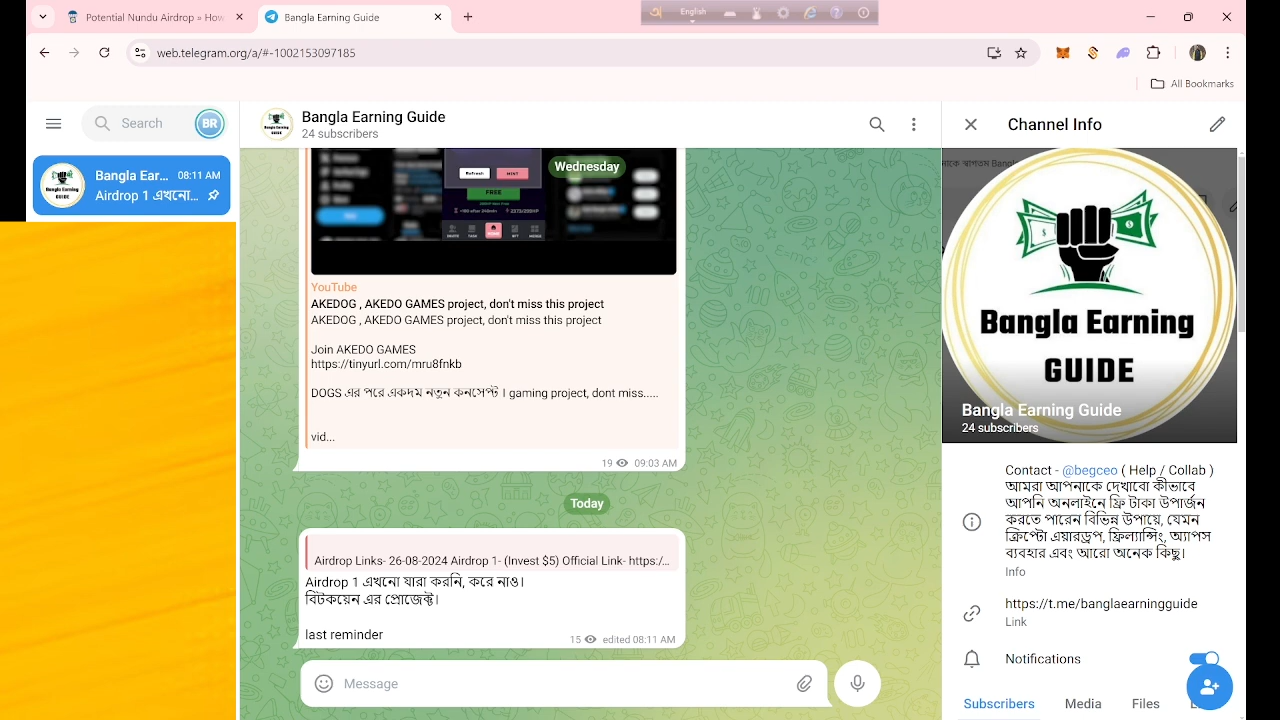 Potential Nundu Airdrop » How
Bangla Earning Guide
English
web.telegram.org/a/#-1002153097185
All Bookmarks
Search
BR
Bangla Ear... 08:11 AM
Airdrop 1 এখনো...
Bangla Earning Guide
24 subscribers
Wednesday
Refresh
MINT
FREE
YouTube
AKEDOG , AKEDO GAMES project, don't miss this project
AKEDOG , AKEDO GAMES project, don't miss this project
Join AKEDO GAMES
https://tinyurl.com/mru8fnkb
DOGS এর পরে একদম নতুন কনসেপ্ট । gaming project, dont miss.....
vid...
19 09:03 AM
Today
Airdrop Links- 26-08-2024 Airdrop 1- (Invest $5) Official Link- https:/...
Airdrop 1 এখনো যারা করনি, করে নাও।
বিটকয়েন এর প্রোজেক্ট।
last reminder
15 edited 08:11 AM
Message
Channel Info
Bangla Earning
GUIDE
Bangla Earning Guide
24 subscribers
Contact - @begceo ( Help / Collab )
আমরা আপনাকে দেখাবো কীভাবে
আপনি অনলাইনে ফ্রি টাকা উপার্জন
করতে পারেন বিভিন্ন উপায়ে, যেমন
ক্রিপ্টো এয়ারড্রপ, ফ্রিল্যান্সিং, অ্যাপস
ব্যবহার এবং আরো অনেক কিছু।
Info
https://t.me/banglaearningguide
Link
Notifications
Subscribers
Media
Files